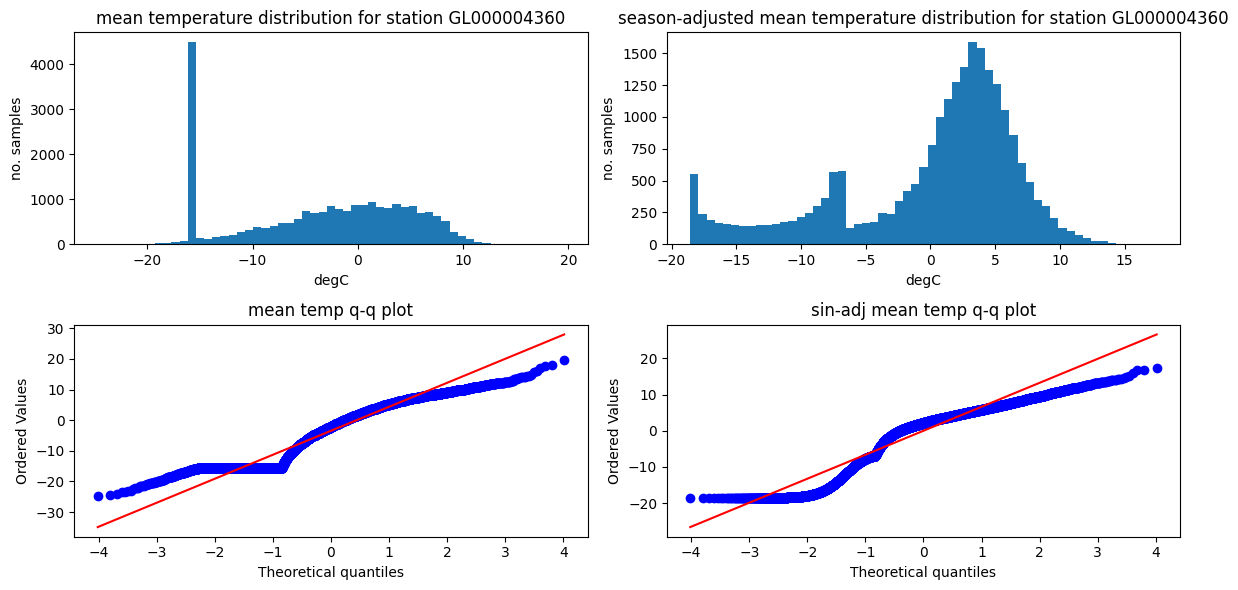 mean temperature distribution for station GL000004360
no. samples
4000
3000
2000
1000
0
−20 −10 0 10 20
degC
season-adjusted mean temperature distribution for station GL000004360
no. samples
1500
1250
1000
750
500
250
0
−20 −15 −10 −5 0 5 10 15
degC
mean temp q-q plot
Ordered Values
30
20
10
0
−10
−20
−30
−4 −3 −2 −1 0 1 2 3 4
Theoretical quantiles
sin-adj mean temp q-q plot
Ordered Values
20
10
0
−10
−20
−4 −3 −2 −1 0 1 2 3 4
Theoretical quantiles